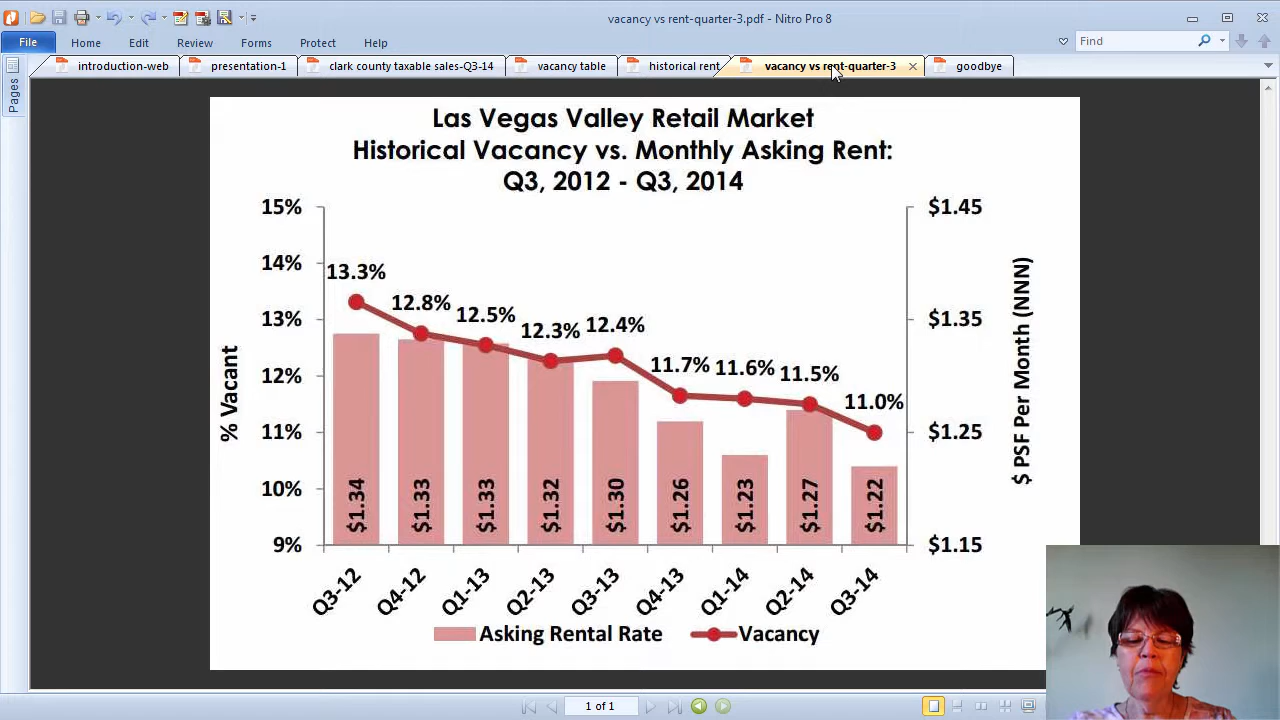 vacancy vs rent-quarter-3.pdf - Nitro Pro 8
File Home Edit Review Forms Protect Help Find
introduction-web presentation-1 clark county taxable sales-Q3-14 vacancy table historical rent vacancy vs rent-quarter-3 goodbye
Pages
Las Vegas Valley Retail Market
Historical Vacancy vs. Monthly Asking Rent:
Q3, 2012 - Q3, 2014
% Vacant
15%
14%
13%
12%
11%
10%
9%
13.3% 12.8% 12.5% 12.3% 12.4% 11.7% 11.6% 11.5% 11.0%
$1.34 $1.33 $1.33 $1.32 $1.30 $1.26 $1.23 $1.27 $1.22
$1.45
$1.35
$1.25
$1.15
$ PSF Per Month (NNN)
Q3-12 Q4-12 Q1-13 Q2-13 Q3-13 Q4-13 Q1-14 Q2-14 Q3-14
Asking Rental Rate Vacancy
1 of 1